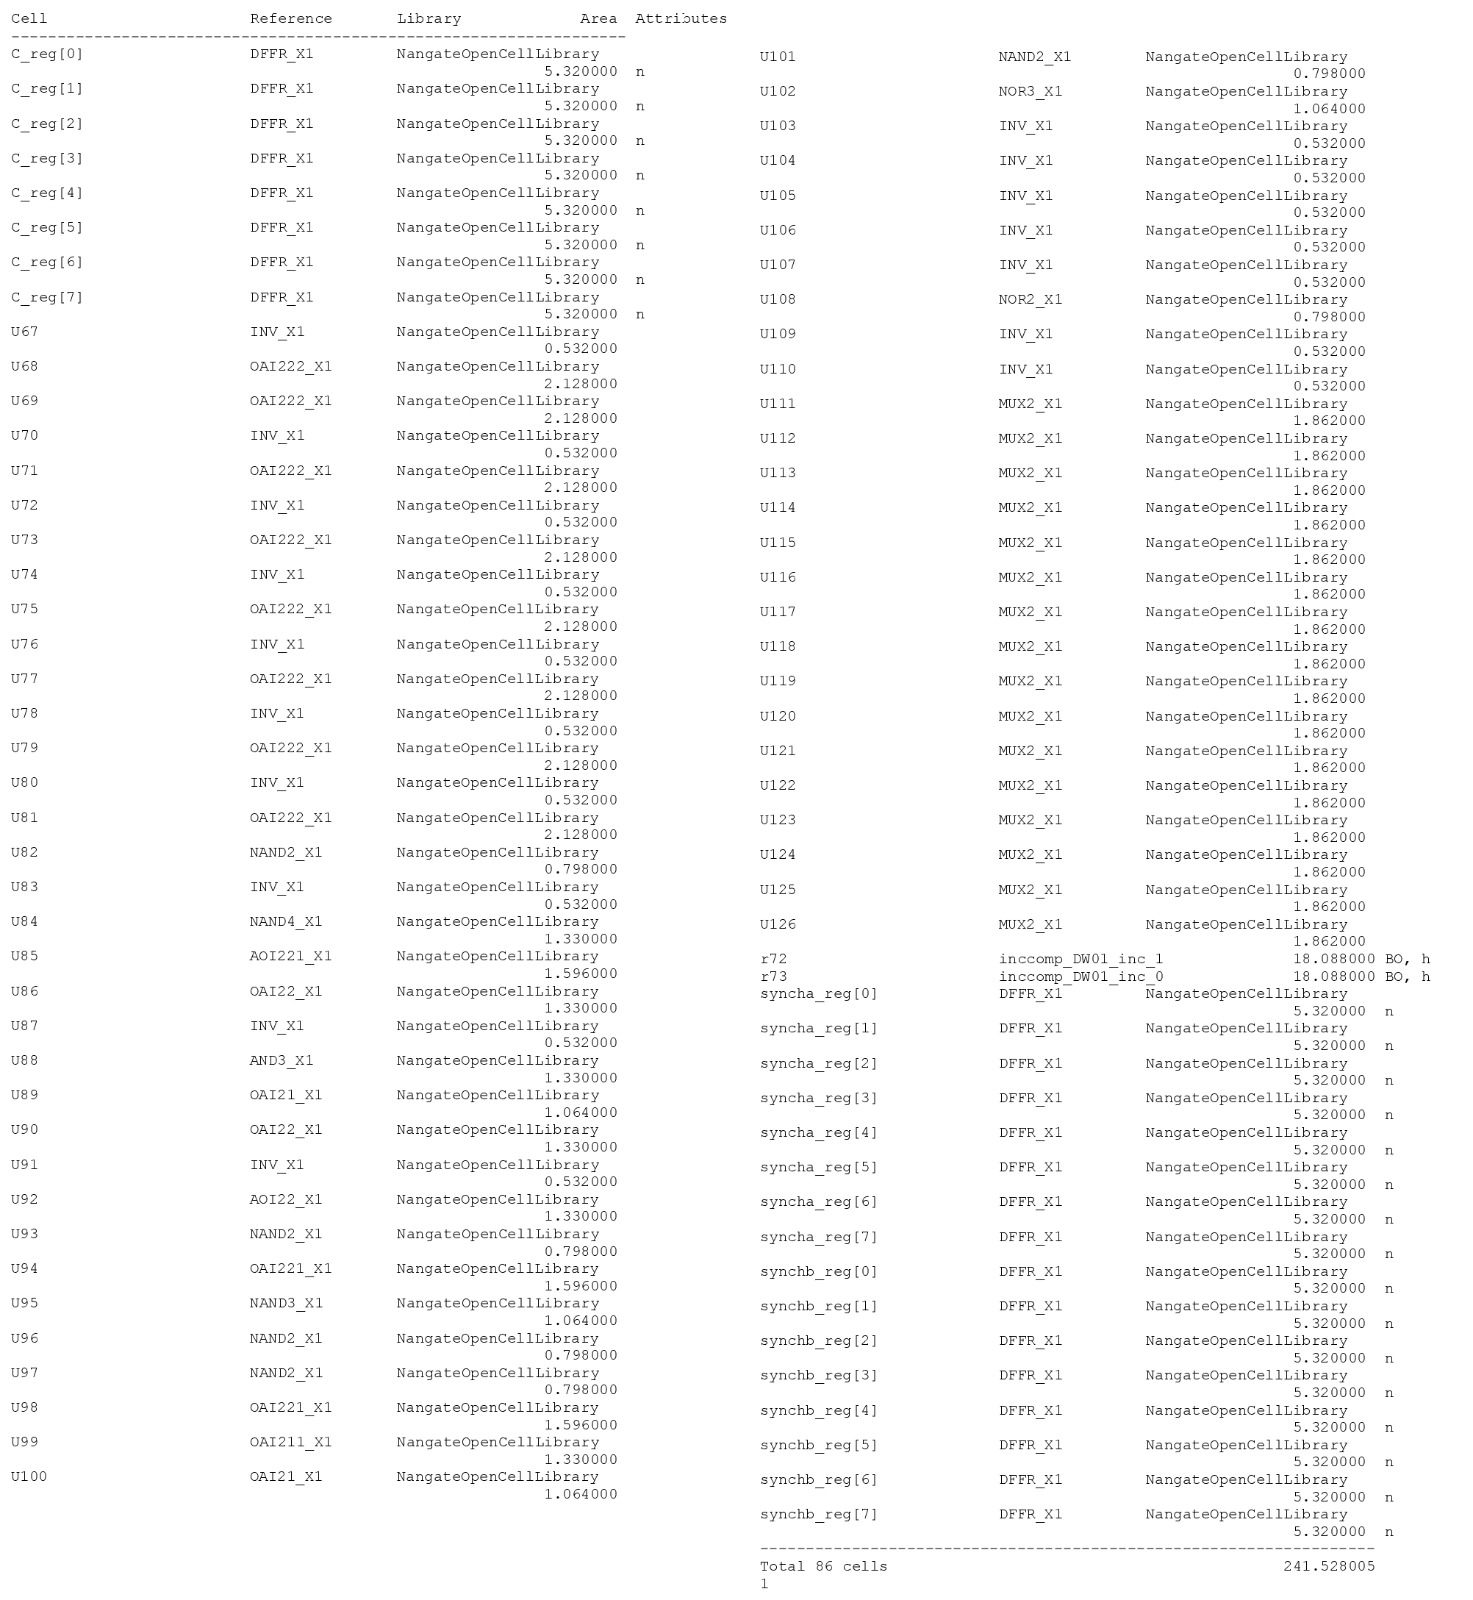 Cell Reference Library Area Attributes
--------------------------------------------------------------------
C_reg[0] DFFR_X1 NangateOpenCellLibrary
5.320000 n
C_reg[1] DFFR_X1 NangateOpenCellLibrary
5.320000 n
C_reg[2] DFFR_X1 NangateOpenCellLibrary
5.320000 n
C_reg[3] DFFR_X1 NangateOpenCellLibrary
5.320000 n
C_reg[4] DFFR_X1 NangateOpenCellLibrary
5.320000 n
C_reg[5] DFFR_X1 NangateOpenCellLibrary
5.320000 n
C_reg[6] DFFR_X1 NangateOpenCellLibrary
5.320000 n
C_reg[7] DFFR_X1 NangateOpenCellLibrary
5.320000 n
U67 INV_X1 NangateOpenCellLibrary
0.532000
U68 OAI222_X1 NangateOpenCellLibrary
2.128000
U69 OAI222_X1 NangateOpenCellLibrary
2.128000
U70 INV_X1 NangateOpenCellLibrary
0.532000
U71 OAI222_X1 NangateOpenCellLibrary
2.128000
U72 INV_X1 NangateOpenCellLibrary
0.532000
U73 OAI222_X1 NangateOpenCellLibrary
2.128000
U74 INV_X1 NangateOpenCellLibrary
0.532000
U75 OAI222_X1 NangateOpenCellLibrary
2.128000
U76 INV_X1 NangateOpenCellLibrary
0.532000
U77 OAI222_X1 NangateOpenCellLibrary
2.128000
U78 INV_X1 NangateOpenCellLibrary
0.532000
U79 OAI222_X1 NangateOpenCellLibrary
2.128000
U80 INV_X1 NangateOpenCellLibrary
0.532000
U81 OAI222_X1 NangateOpenCellLibrary
2.128000
U82 NAND2_X1 NangateOpenCellLibrary
0.798000
U83 INV_X1 NangateOpenCellLibrary
0.532000
U84 NAND4_X1 NangateOpenCellLibrary
1.330000
U85 AOI221_X1 NangateOpenCellLibrary
1.596000
U86 OAI22_X1 NangateOpenCellLibrary
1.330000
U87 INV_X1 NangateOpenCellLibrary
0.532000
U88 AND3_X1 NangateOpenCellLibrary
1.330000
U89 OAI21_X1 NangateOpenCellLibrary
1.064000
U90 OAI22_X1 NangateOpenCellLibrary
1.330000
U91 INV_X1 NangateOpenCellLibrary
0.532000
U92 AOI22_X1 NangateOpenCellLibrary
1.330000
U93 NAND2_X1 NangateOpenCellLibrary
0.798000
U94 OAI221_X1 NangateOpenCellLibrary
1.596000
U95 NAND3_X1 NangateOpenCellLibrary
1.064000
U96 NAND2_X1 NangateOpenCellLibrary
0.798000
U97 NAND2_X1 NangateOpenCellLibrary
0.798000
U98 OAI221_X1 NangateOpenCellLibrary
1.596000
U99 OAI211_X1 NangateOpenCellLibrary
1.330000
U100 OAI21_X1 NangateOpenCellLibrary
1.064000
U101 NAND2_X1 NangateOpenCellLibrary
0.798000
U102 NOR3_X1 NangateOpenCellLibrary
1.064000
U103 INV_X1 NangateOpenCellLibrary
0.532000
U104 INV_X1 NangateOpenCellLibrary
0.532000
U105 INV_X1 NangateOpenCellLibrary
0.532000
U106 INV_X1 NangateOpenCellLibrary
0.532000
U107 INV_X1 NangateOpenCellLibrary
0.532000
U108 NOR2_X1 NangateOpenCellLibrary
0.798000
U109 INV_X1 NangateOpenCellLibrary
0.532000
U110 INV_X1 NangateOpenCellLibrary
0.532000
U111 MUX2_X1 NangateOpenCellLibrary
1.862000
U112 MUX2_X1 NangateOpenCellLibrary
1.862000
U113 MUX2_X1 NangateOpenCellLibrary
1.862000
U114 MUX2_X1 NangateOpenCellLibrary
1.862000
U115 MUX2_X1 NangateOpenCellLibrary
1.862000
U116 MUX2_X1 NangateOpenCellLibrary
1.862000
U117 MUX2_X1 NangateOpenCellLibrary
1.862000
U118 MUX2_X1 NangateOpenCellLibrary
1.862000
U119 MUX2_X1 NangateOpenCellLibrary
1.862000
U120 MUX2_X1 NangateOpenCellLibrary
1.862000
U121 MUX2_X1 NangateOpenCellLibrary
1.862000
U122 MUX2_X1 NangateOpenCellLibrary
1.862000
U123 MUX2_X1 NangateOpenCellLibrary
1.862000
U124 MUX2_X1 NangateOpenCellLibrary
1.862000
U125 MUX2_X1 NangateOpenCellLibrary
1.862000
U126 MUX2_X1 NangateOpenCellLibrary
1.862000
r72 inccomp_DW01_inc_1 18.088000 BO, h
r73 inccomp_DW01_inc_0 18.088000 BO, h
syncha_reg[0] DFFR_X1 NangateOpenCellLibrary
5.320000 n
syncha_reg[1] DFFR_X1 NangateOpenCellLibrary
5.320000 n
syncha_reg[2] DFFR_X1 NangateOpenCellLibrary
5.320000 n
syncha_reg[3] DFFR_X1 NangateOpenCellLibrary
5.320000 n
syncha_reg[4] DFFR_X1 NangateOpenCellLibrary
5.320000 n
syncha_reg[5] DFFR_X1 NangateOpenCellLibrary
5.320000 n
syncha_reg[6] DFFR_X1 NangateOpenCellLibrary
5.320000 n
syncha_reg[7] DFFR_X1 NangateOpenCellLibrary
5.320000 n
synchb_reg[0] DFFR_X1 NangateOpenCellLibrary
5.320000 n
synchb_reg[1] DFFR_X1 NangateOpenCellLibrary
5.320000 n
synchb_reg[2] DFFR_X1 NangateOpenCellLibrary
5.320000 n
synchb_reg[3] DFFR_X1 NangateOpenCellLibrary
5.320000 n
synchb_reg[4] DFFR_X1 NangateOpenCellLibrary
5.320000 n
synchb_reg[5] DFFR_X1 NangateOpenCellLibrary
5.320000 n
synchb_reg[6] DFFR_X1 NangateOpenCellLibrary
5.320000 n
synchb_reg[7] DFFR_X1 NangateOpenCellLibrary
5.320000 n
--------------------------------------------------------------------
Total 86 cells 241.528005
1